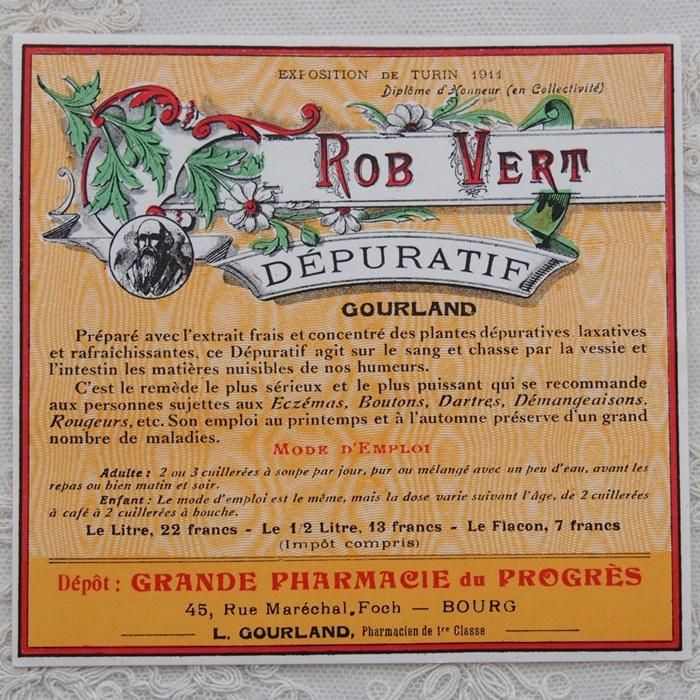 EXPOSITION DE TURIN 1911
Diplôme d'Honneur (en Collectivité)
ROB VERT
DÉPURATIF
GOURLAND
Préparé avec l'extrait frais et concentré des plantes dépuratives, laxatives
et rafraîchissantes, ce Dépuratif agit sur le sang et chasse par la vessie et
l'intestin les matières nuisibles de nos humeurs.
C'est le remède le plus sérieux et le plus puissant qui se recommande
aux personnes sujettes aux Eczémas, Boutons, Dartres, Démangeaisons,
Rougeurs, etc. Son emploi au printemps et à l'automne préserve d'un grand
nombre de maladies.
MODE D'EMPLOI
Adulte : 2 ou 3 cuillerées à soupe par jour, pur ou mélangé avec un peu d'eau, avant les
repas ou bien matin et soir.
Enfant : Le mode d'emploi est le même, mais la dose varie suivant l'âge, de 2 cuillerées
à café à 2 cuillerées à bouche.
Le Litre, 22 francs - Le 1/2 Litre, 13 francs - Le Flacon, 7 francs
(Impôt compris)
Dépôt : GRANDE PHARMACIE du PROGRÈS
45, Rue Maréchal Foch — BOURG
L. GOURLAND, Pharmacien de 1re Classe